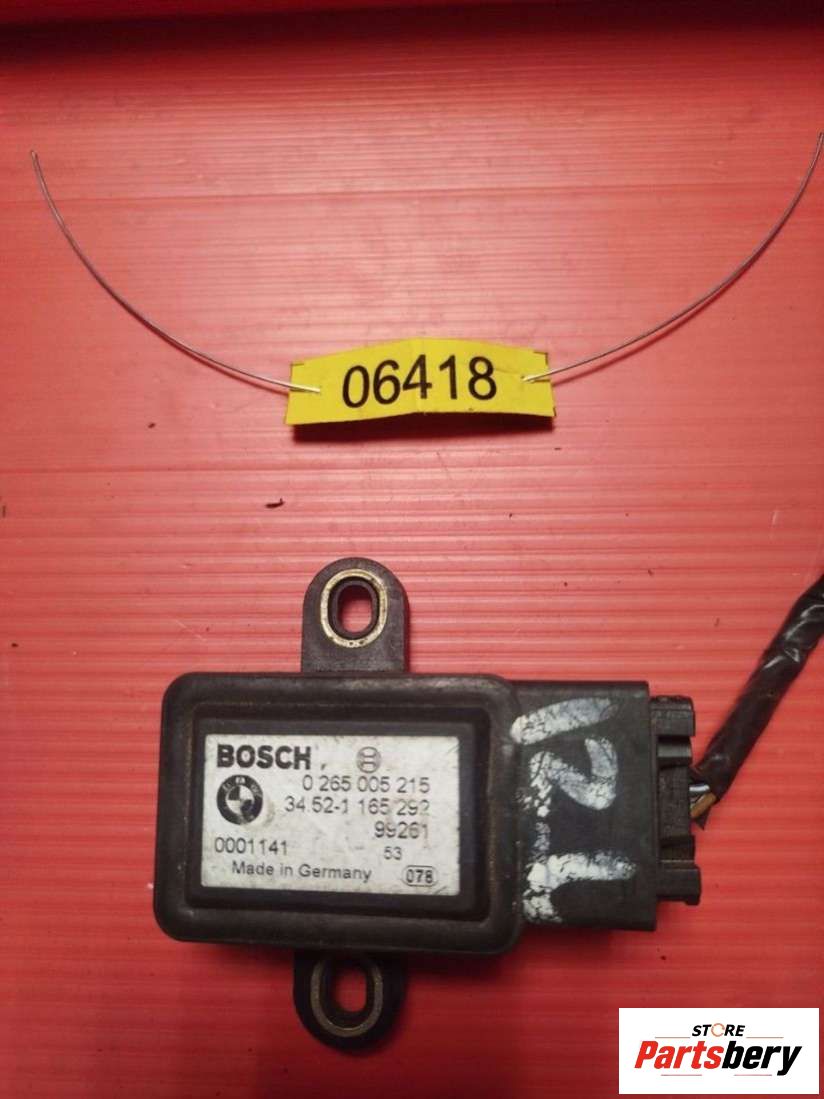 06418
BOSCH
0 265 005 215
34.52-1 165 292
99261
0001141 53
Made in Germany 078
STORE
Partsbery